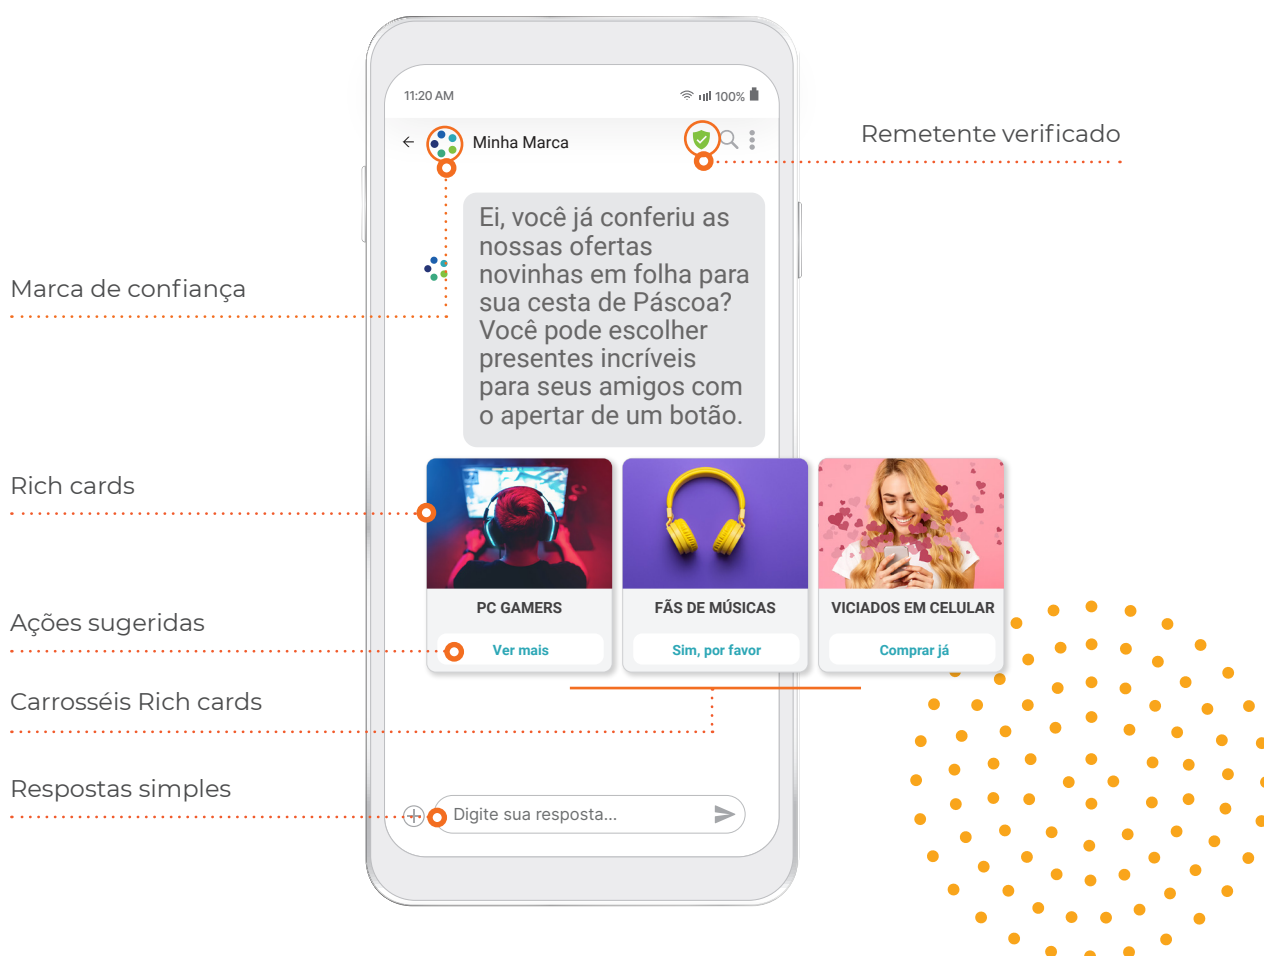 11:20 AM
100%
Minha Marca
Remetente verificado
Ei, você já conferiu as
nossas ofertas
novinhas em folha para
sua cesta de Páscoa?
Você pode escolher
presentes incríveis
para seus amigos com
o apertar de um botão.
Marca de confiança
Rich cards
PC GAMERS
FÃS DE MÚSICAS
VICIADOS EM CELULAR
Ações sugeridas
Ver mais
Sim, por favor
Comprar já
Carrosséis Rich cards
Respostas simples
Digite sua resposta...